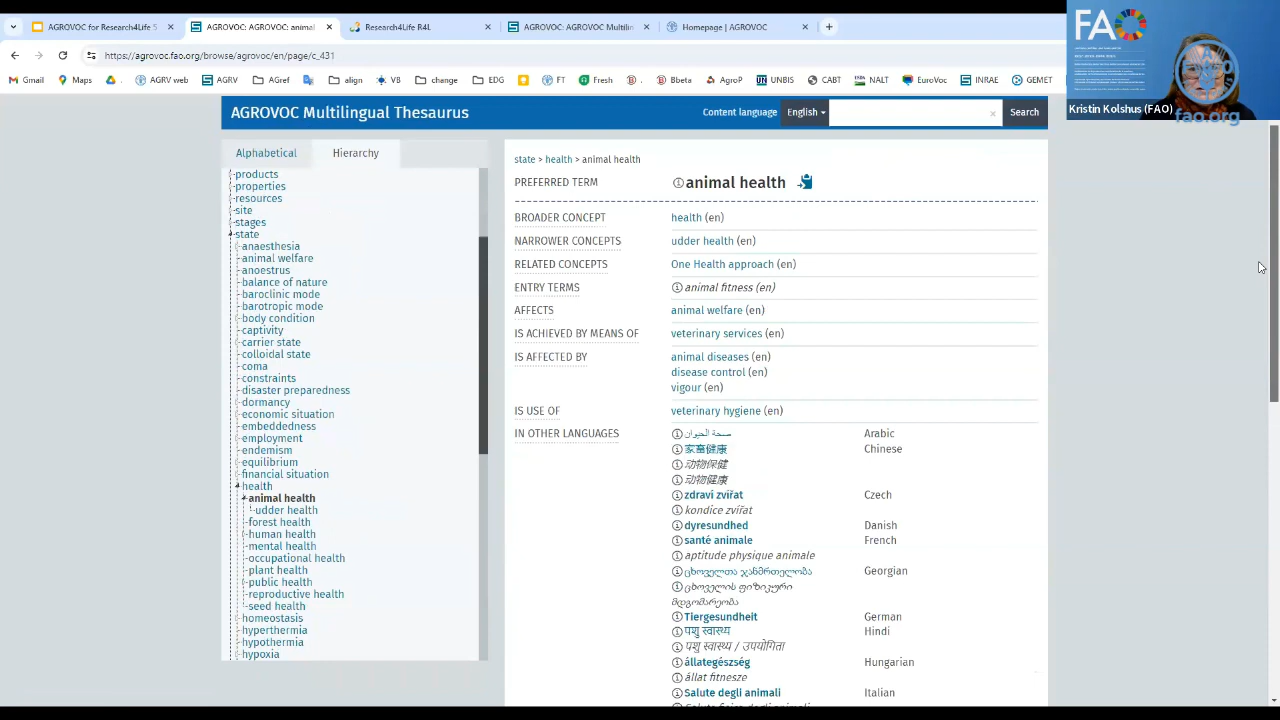 AGROVOC for Research4Life S
AGROVOC: AGROVOC: animal
Research4Life R4L
AGROVOC: AGROVOC Multilin
Homepage | AGROVOC
https://agrovoc.fao.org/browse/agrovoc/en/page/c_431
Gmail
Maps
AGRV web
AGRV
AGref
align
EDG
Fresh
UNBIS
NALT
EuroVoc
INRAE
GEMET
FAO
Kristin Kolshus (FAO)
fao.org
AGROVOC Multilingual Thesaurus
Content language
English
Search
Alphabetical
Hierarchy
products
properties
resources
site
stages
state
anaesthesia
animal welfare
anoestrus
balance of nature
baroclinic mode
barotropic mode
body condition
captivity
carrier state
colloidal state
coma
constraints
disaster preparedness
dormancy
economic situation
embeddedness
employment
endemism
equilibrium
financial situation
health
animal health
udder health
forest health
human health
mental health
occupational health
plant health
public health
reproductive health
seed health
homeostasis
hyperthermia
hypothermia
hypoxia
state > health > animal health
PREFERRED TERM animal health
BROADER CONCEPT health (en)
NARROWER CONCEPTS udder health (en)
RELATED CONCEPTS One Health approach (en)
ENTRY TERMS animal fitness (en)
AFFECTS animal welfare (en)
IS ACHIEVED BY MEANS OF veterinary services (en)
IS AFFECTED BY animal diseases (en)
disease control (en)
vigour (en)
IS USE OF veterinary hygiene (en)
IN OTHER LANGUAGES صحة الحيوان Arabic
家畜健康 Chinese
动物保健
动物健康
zdraví zvířat Czech
kondice zvířat
dyresundhed Danish
santé animale French
aptitude physique animale
ცხოველთა ჯანმრთელობა Georgian
ცხოველის ფიზიკური
მდგომარეობა
Tiergesundheit German
पशु स्वास्थ्य Hindi
पशु स्वास्थ्य / उपयोगिता
állategészség Hungarian
állat fitnesze
Salute degli animali Italian